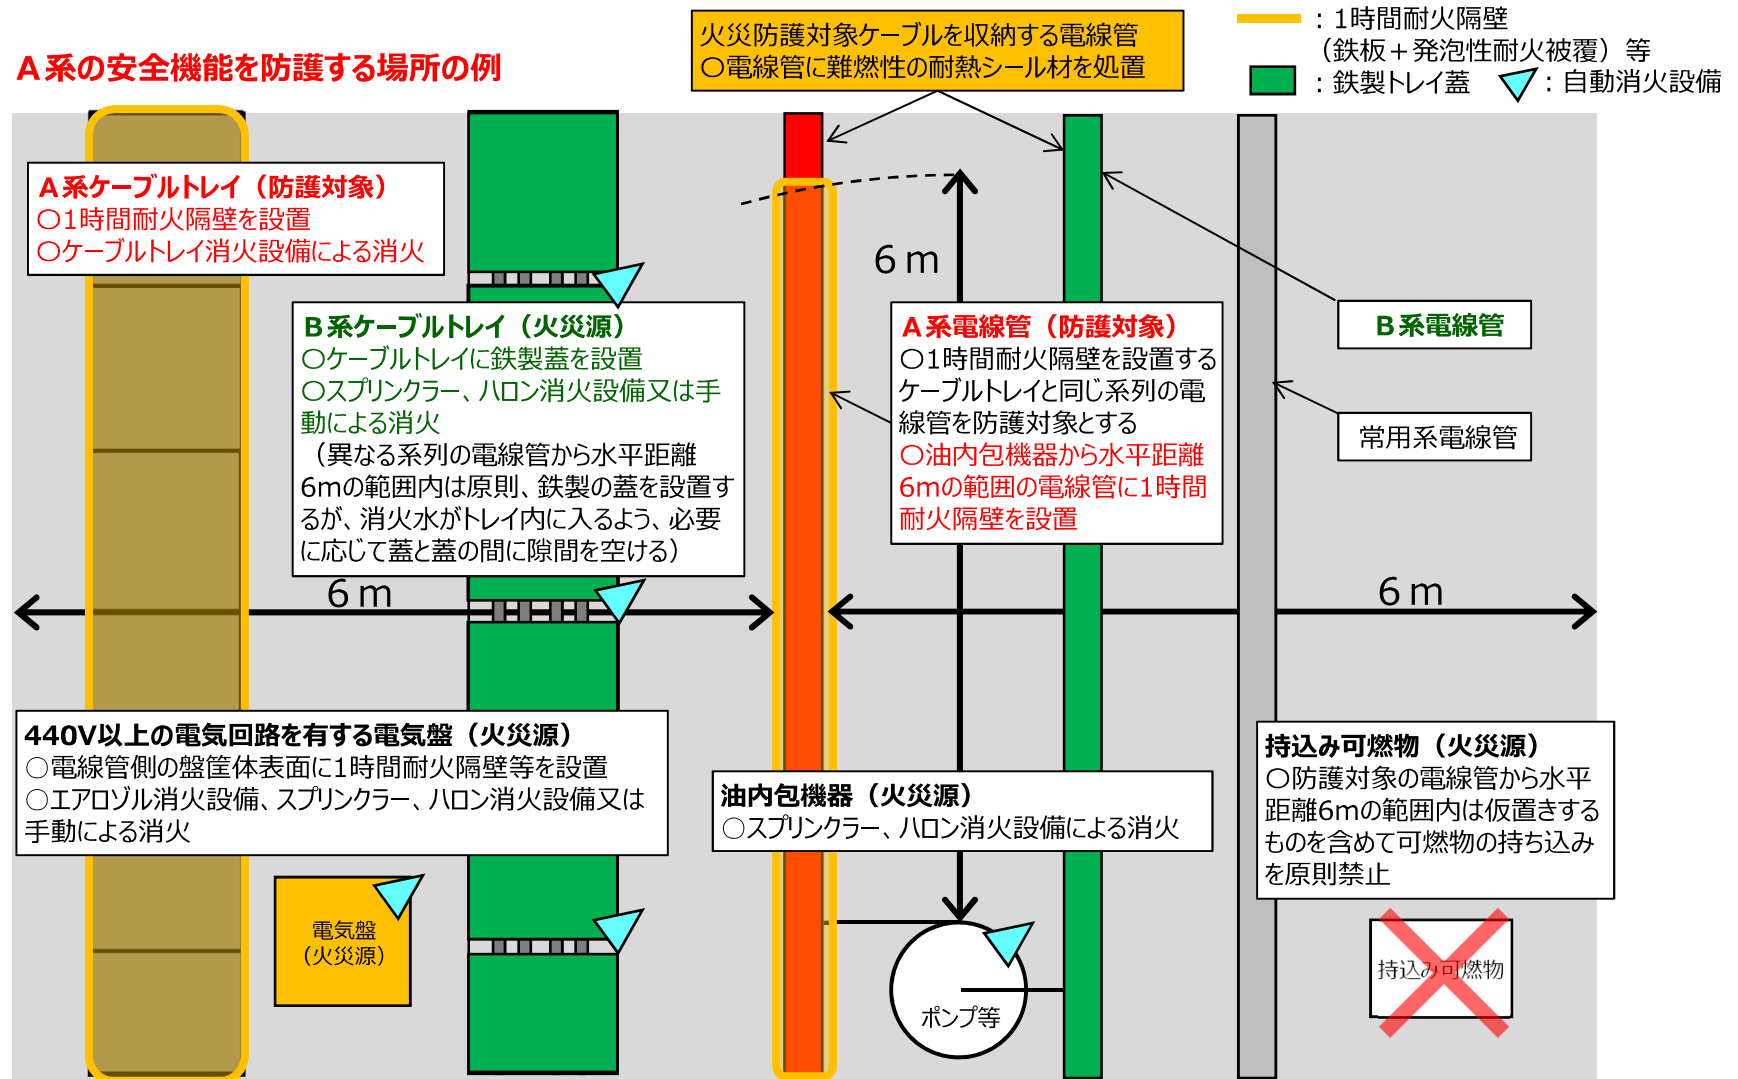 A系の安全機能を防護する場所の例
火災防護対象ケーブルを収納する電線管
〇電線管に難燃性の耐熱シール材を処置
：1時間耐火隔壁
（鉄板＋発泡性耐火被覆）等
：鉄製トレイ蓋
：自動消火設備
A系ケーブルトレイ（防護対象）
〇1時間耐火隔壁を設置
〇ケーブルトレイ消火設備による消火
B系ケーブルトレイ（火災源）
〇ケーブルトレイに鉄製蓋を設置
〇スプリンクラー、ハロン消火設備又は手
動による消火
（異なる系列の電線管から水平距離
6mの範囲内は原則、鉄製の蓋を設置す
るが、消火水がトレイ内に入るよう、必要
に応じて蓋と蓋の間に隙間を空ける）
6m
A系電線管（防護対象）
〇1時間耐火隔壁を設置する
ケーブルトレイと同じ系列の電
線管を防護対象とする
〇油内包機器から水平距離
6mの範囲の電線管に1時間
耐火隔壁を設置
B系電線管
常用系電線管
6m
6m
440V以上の電気回路を有する電気盤（火災源）
〇電線管側の盤筐体表面に1時間耐火隔壁等を設置
〇エアロゾル消火設備、スプリンクラー、ハロン消火設備又は
手動による消火
油内包機器（火災源）
〇スプリンクラー、ハロン消火設備による消火
持込み可燃物（火災源）
〇防護対象の電線管から水平
距離6mの範囲内は仮置きする
ものを含めて可燃物の持ち込み
を原則禁止
電気盤
（火災源）
ポンプ等
持込み可燃物